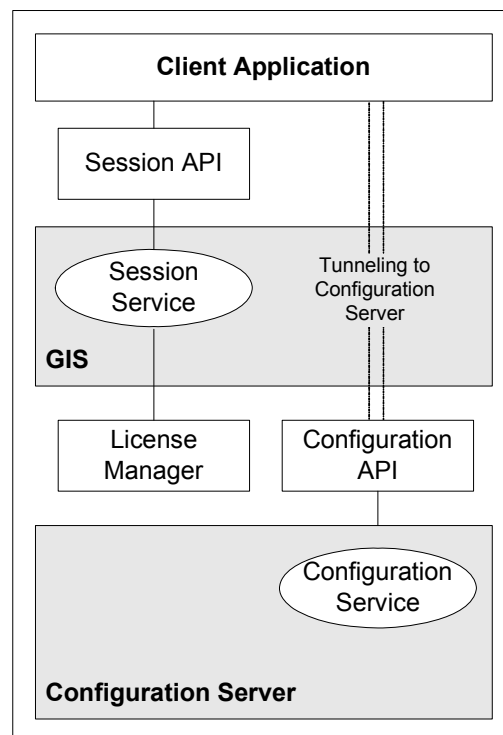 Client Application
Session API
Session
Service
Tunneling to
Configuration
Server
GIS
License
Manager
Configuration
API
Configuration
Service
Configuration Server